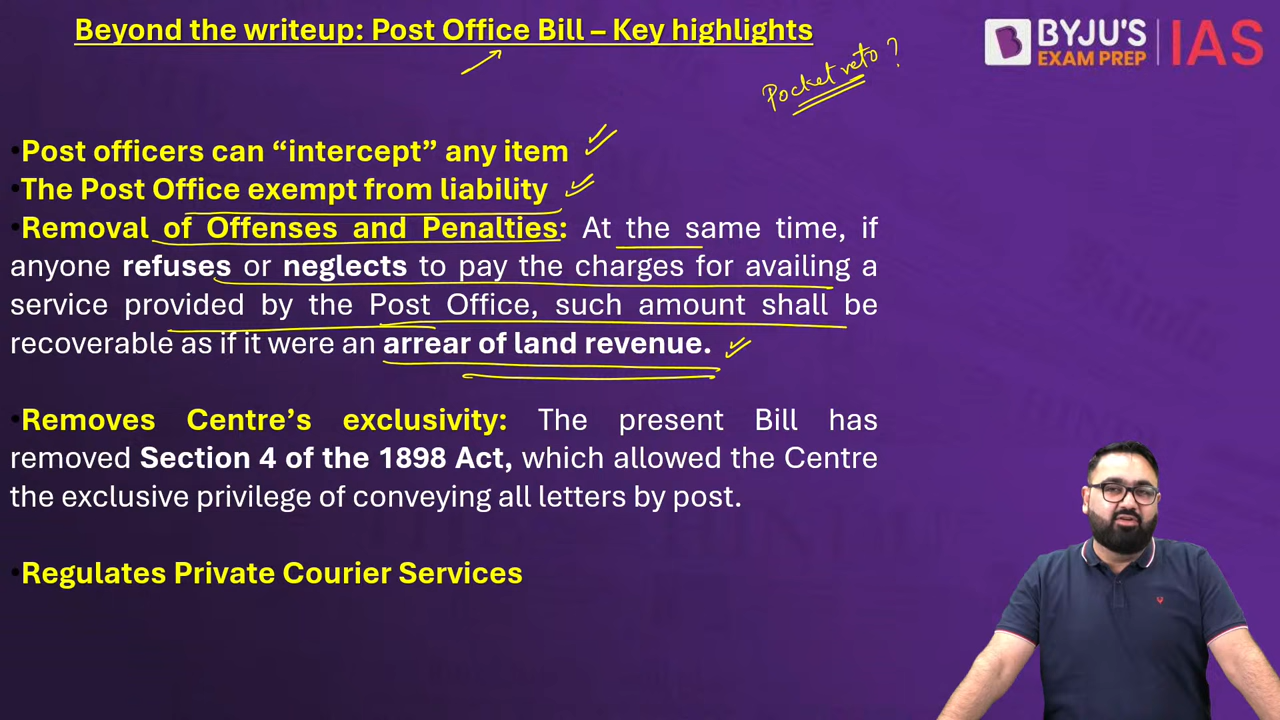 Beyond the writeup: Post Office Bill – Key highlights
BYJU'S
EXAM PREP
IAS
Pocket veto ?
•Post officers can “intercept” any item
•The Post Office exempt from liability
•Removal of Offenses and Penalties: At the same time, if
anyone refuses or neglects to pay the charges for availing a
service provided by the Post Office, such amount shall be
recoverable as if it were an arrear of land revenue.
•Removes Centre’s exclusivity: The present Bill has
removed Section 4 of the 1898 Act, which allowed the Centre
the exclusive privilege of conveying all letters by post.
•Regulates Private Courier Services